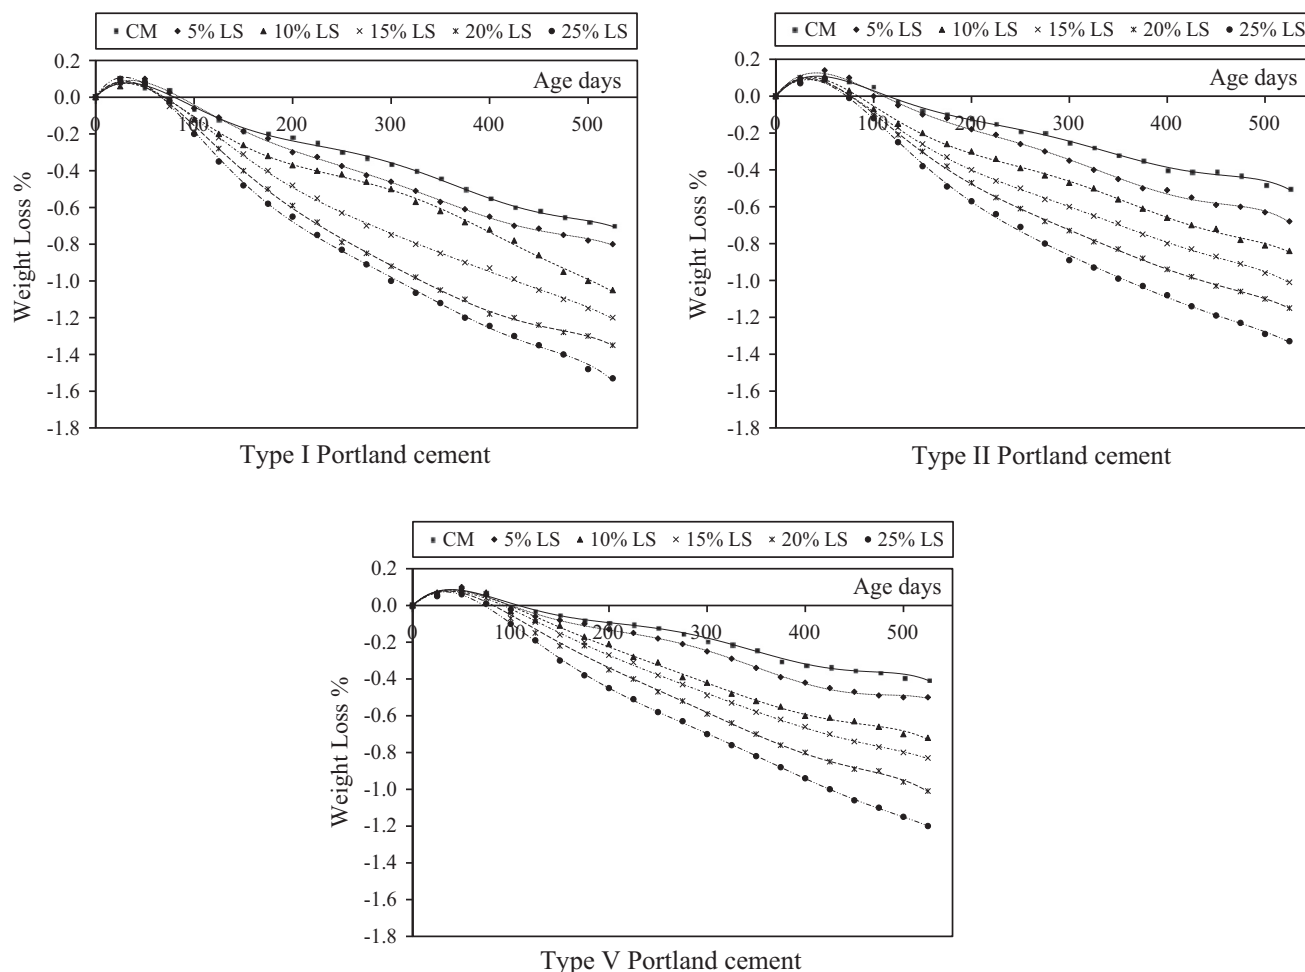 CM 5% LS 10% LS 15% LS 20% LS 25% LS
Age days
Weight Loss %
0.2
0.0
-0.2
-0.4
-0.6
-0.8
-1.0
-1.2
-1.4
-1.6
-1.8
0 100 200 300 400 500
Type I Portland cement
CM 5% LS 10% LS 15% LS 20% LS 25% LS
Age days
Weight Loss %
0.2
0.0
-0.2
-0.4
-0.6
-0.8
-1.0
-1.2
-1.4
-1.6
-1.8
0 100 200 300 400 500
Type II Portland cement
CM 5% LS 10% LS 15% LS 20% LS 25% LS
Age days
Weight Loss %
0.2
0.0
-0.2
-0.4
-0.6
-0.8
-1.0
-1.2
-1.4
-1.6
-1.8
0 100 200 300 400 500
Type V Portland cement